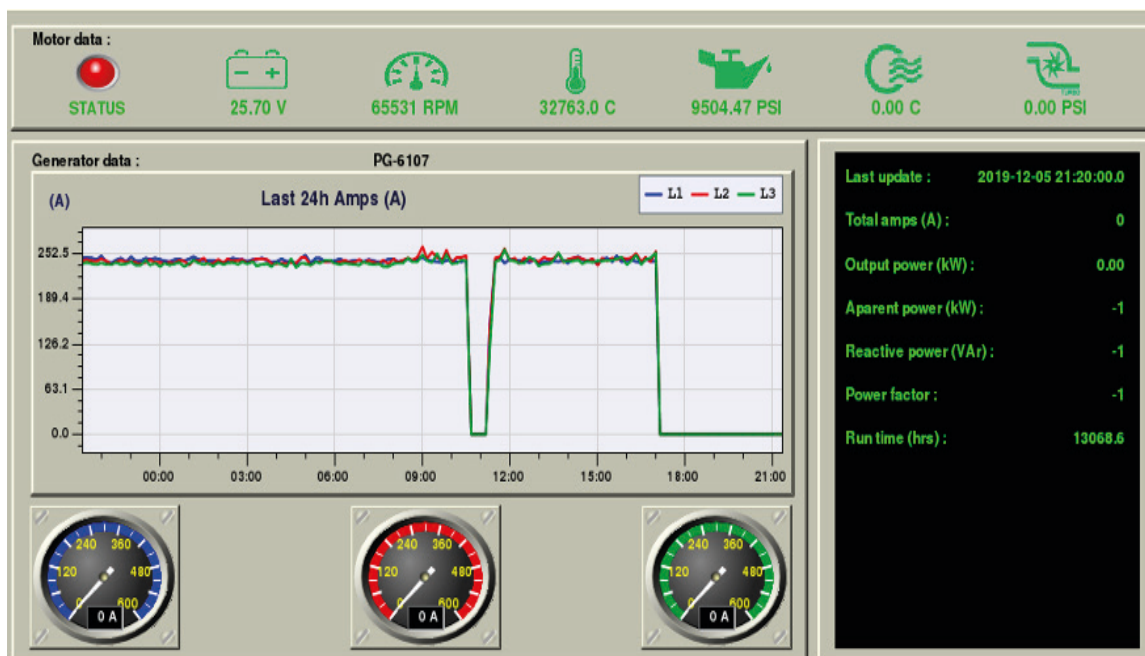 Motor data :
STATUS
25.70 V
65531 RPM
32763.0 C
9504.47 PSI
0.00 C
TURBO
0.00 PSI
Generator data : PG-6107
(A) Last 24h Amps (A) L1 L2 L3
252.5
189.4
126.2
63.1
0.0
00:00 03:00 06:00 09:00 12:00 15:00 18:00 21:00
0 120 240 360 480 600
0 A
0 120 240 360 480 600
0 A
0 120 240 360 480 600
0 A
Last update : 2019-12-05 21:20:00.0
Total amps (A) : 0
Output power (kW) : 0.00
Aparent power (kW) : -1
Reactive power (VAr) : -1
Power factor : -1
Run time (hrs) : 13068.6